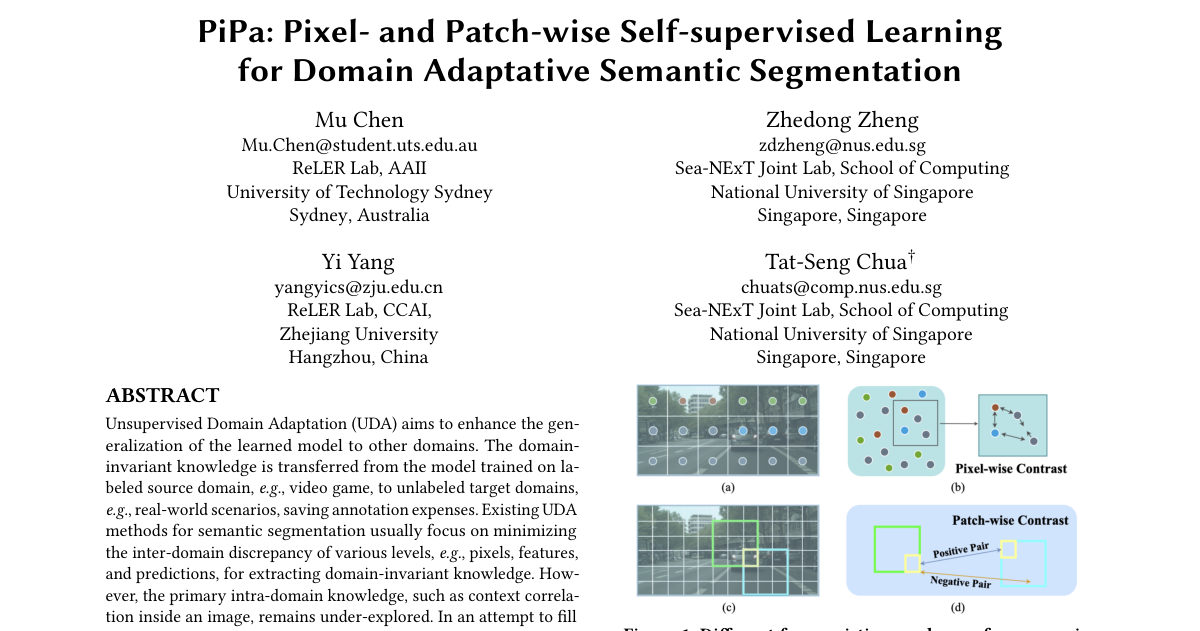 PiPa: Pixel- and Patch-wise Self-supervised Learning
for Domain Adaptative Semantic Segmentation
Mu Chen
Mu.Chen@student.uts.edu.au
ReLER Lab, AAII
University of Technology Sydney
Sydney, Australia
Zhedong Zheng
zdzheng@nus.edu.sg
Sea-NExT Joint Lab, School of Computing
National University of Singapore
Singapore, Singapore
Yi Yang
yangyics@zju.edu.cn
ReLER Lab, CCAI,
Zhejiang University
Hangzhou, China
Tat-Seng Chua†
chuats@comp.nus.edu.sg
Sea-NExT Joint Lab, School of Computing
National University of Singapore
Singapore, Singapore
ABSTRACT
Unsupervised Domain Adaptation (UDA) aims to enhance the gen-
eralization of the learned model to other domains. The domain-
invariant knowledge is transferred from the model trained on la-
beled source domain, e.g., video game, to unlabeled target domains,
e.g., real-world scenarios, saving annotation expenses. Existing UDA
methods for semantic segmentation usually focus on minimizing
the inter-domain discrepancy of various levels, e.g., pixels, features,
and predictions, for extracting domain-invariant knowledge. How-
ever, the primary intra-domain knowledge, such as context correla-
tion inside an image, remains under-explored. In an attempt to fill
Pixel-wise Contrast
(a)
(b)
Patch-wise Contrast
Positive Pair
Negative Pair
(c)
(d)